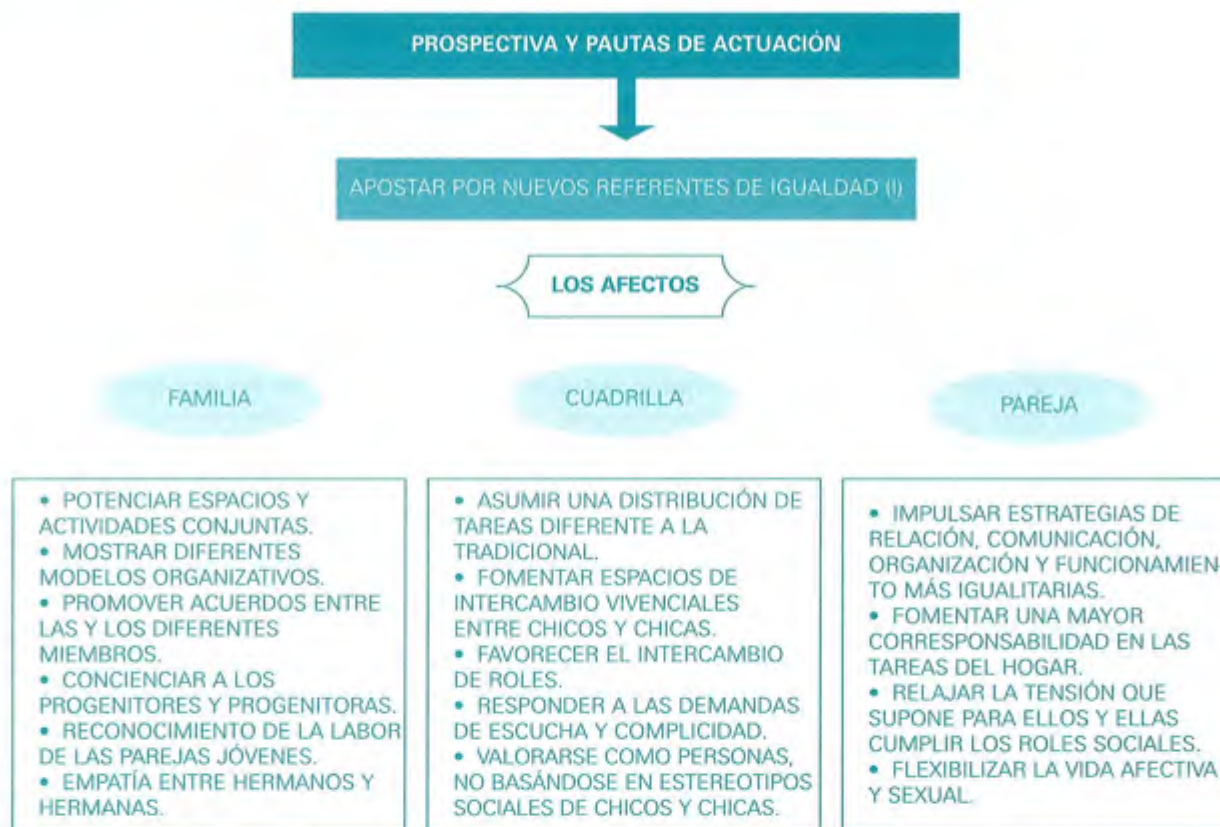 PROSPECTIVA Y PAUTAS DE ACTUACIÓN
APOSTAR POR NUEVOS REFERENTES DE IGUALDAD (I)
LOS AFECTOS
FAMILIA
• POTENCIAR ESPACIOS Y
ACTIVIDADES CONJUNTAS.
• MOSTRAR DIFERENTES
MODELOS ORGANIZATIVOS.
• PROMOVER ACUERDOS ENTRE
LAS Y LOS DIFERENTES
MIEMBROS.
• CONCIENCIAR A LOS
PROGENITORES Y PROGENITORAS.
• RECONOCIMIENTO DE LA LABOR
DE LAS PAREJAS JÓVENES.
• EMPATÍA ENTRE HERMANOS Y
HERMANAS.
CUADRILLA
• ASUMIR UNA DISTRIBUCIÓN DE
TAREAS DIFERENTE A LA
TRADICIONAL.
• FOMENTAR ESPACIOS DE
INTERCAMBIO VIVENCIALES
ENTRE CHICOS Y CHICAS.
• FAVORECER EL INTERCAMBIO
DE ROLES.
• RESPONDER A LAS DEMANDAS
DE ESCUCHA Y COMPLICIDAD.
• VALORARSE COMO PERSONAS,
NO BASÁNDOSE EN ESTEREOTIPOS
SOCIALES DE CHICOS Y CHICAS.
PAREJA
• IMPULSAR ESTRATEGIAS DE
RELACIÓN, COMUNICACIÓN,
ORGANIZACIÓN Y FUNCIONAMIEN-
TO MÁS IGUALITARIAS.
• FOMENTAR UNA MAYOR
CORRESPONSABILIDAD EN LAS
TAREAS DEL HOGAR.
• RELAJAR LA TENSIÓN QUE
SUPONE PARA ELLOS Y ELLAS
CUMPLIR LOS ROLES SOCIALES.
• FLEXIBILIZAR LA VIDA AFECTIVA
Y SEXUAL.